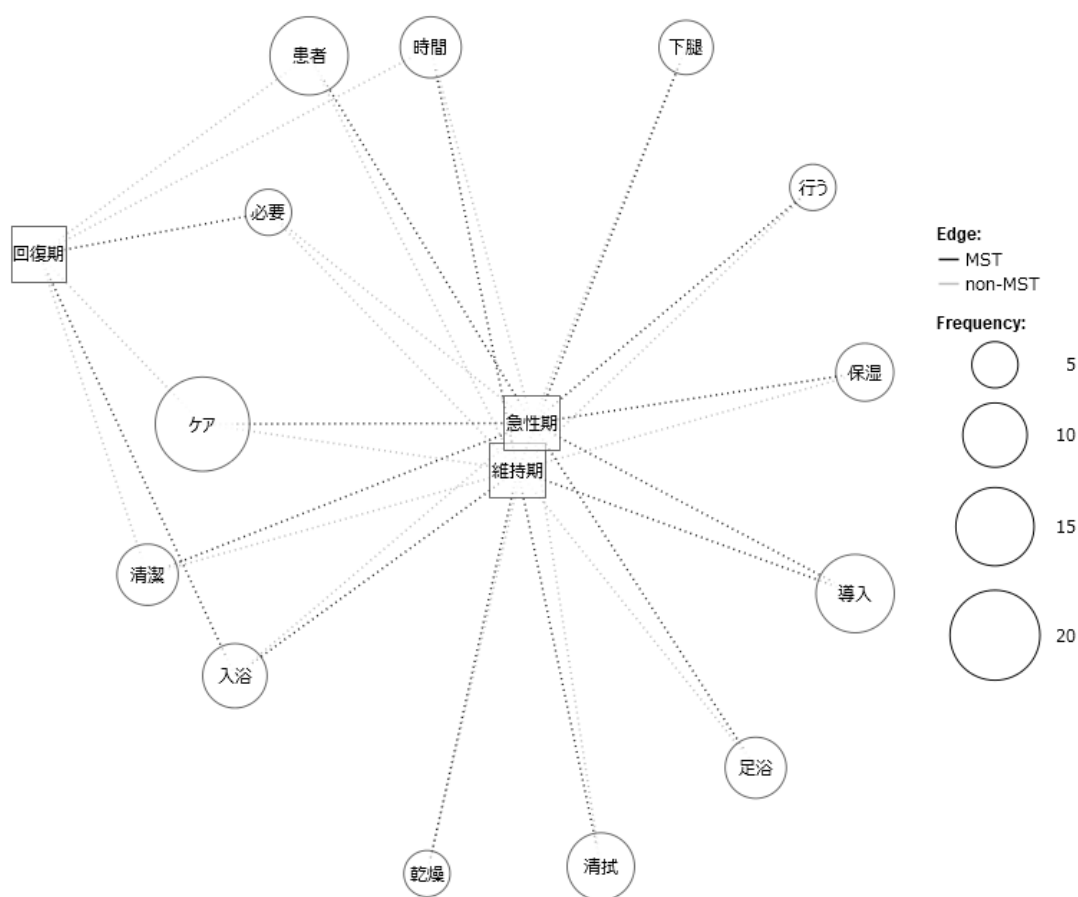 患者
時間
下腿
行う
必要
回復期
Edge:
MST
non-MST
Frequency:
5
10
15
20
保湿
急性期
維持期
ケア
清潔
導入
入浴
足浴
乾燥
清拭